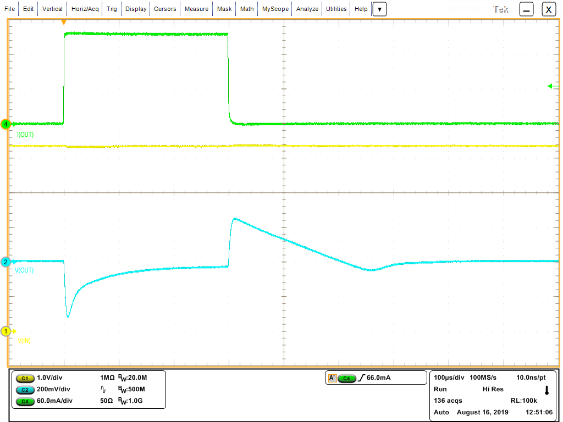 File Edit Vertical Horiz/Acq Trig Display Cursors Measure Mask Math MyScope Analyze Utilities Help Tek X
4
I(OUT)
2
V(OUT)
1
1.0V/div 1MΩ BW:20.0M
200mV/div BW:500M
60.0mA/div 50Ω BW:1.0G
A' 66.0mA
100µs/div 100MS/s 10.0ns/pt
Run Hi Res
136 acqs RL:100k
Auto August 16, 2019 12:51:06